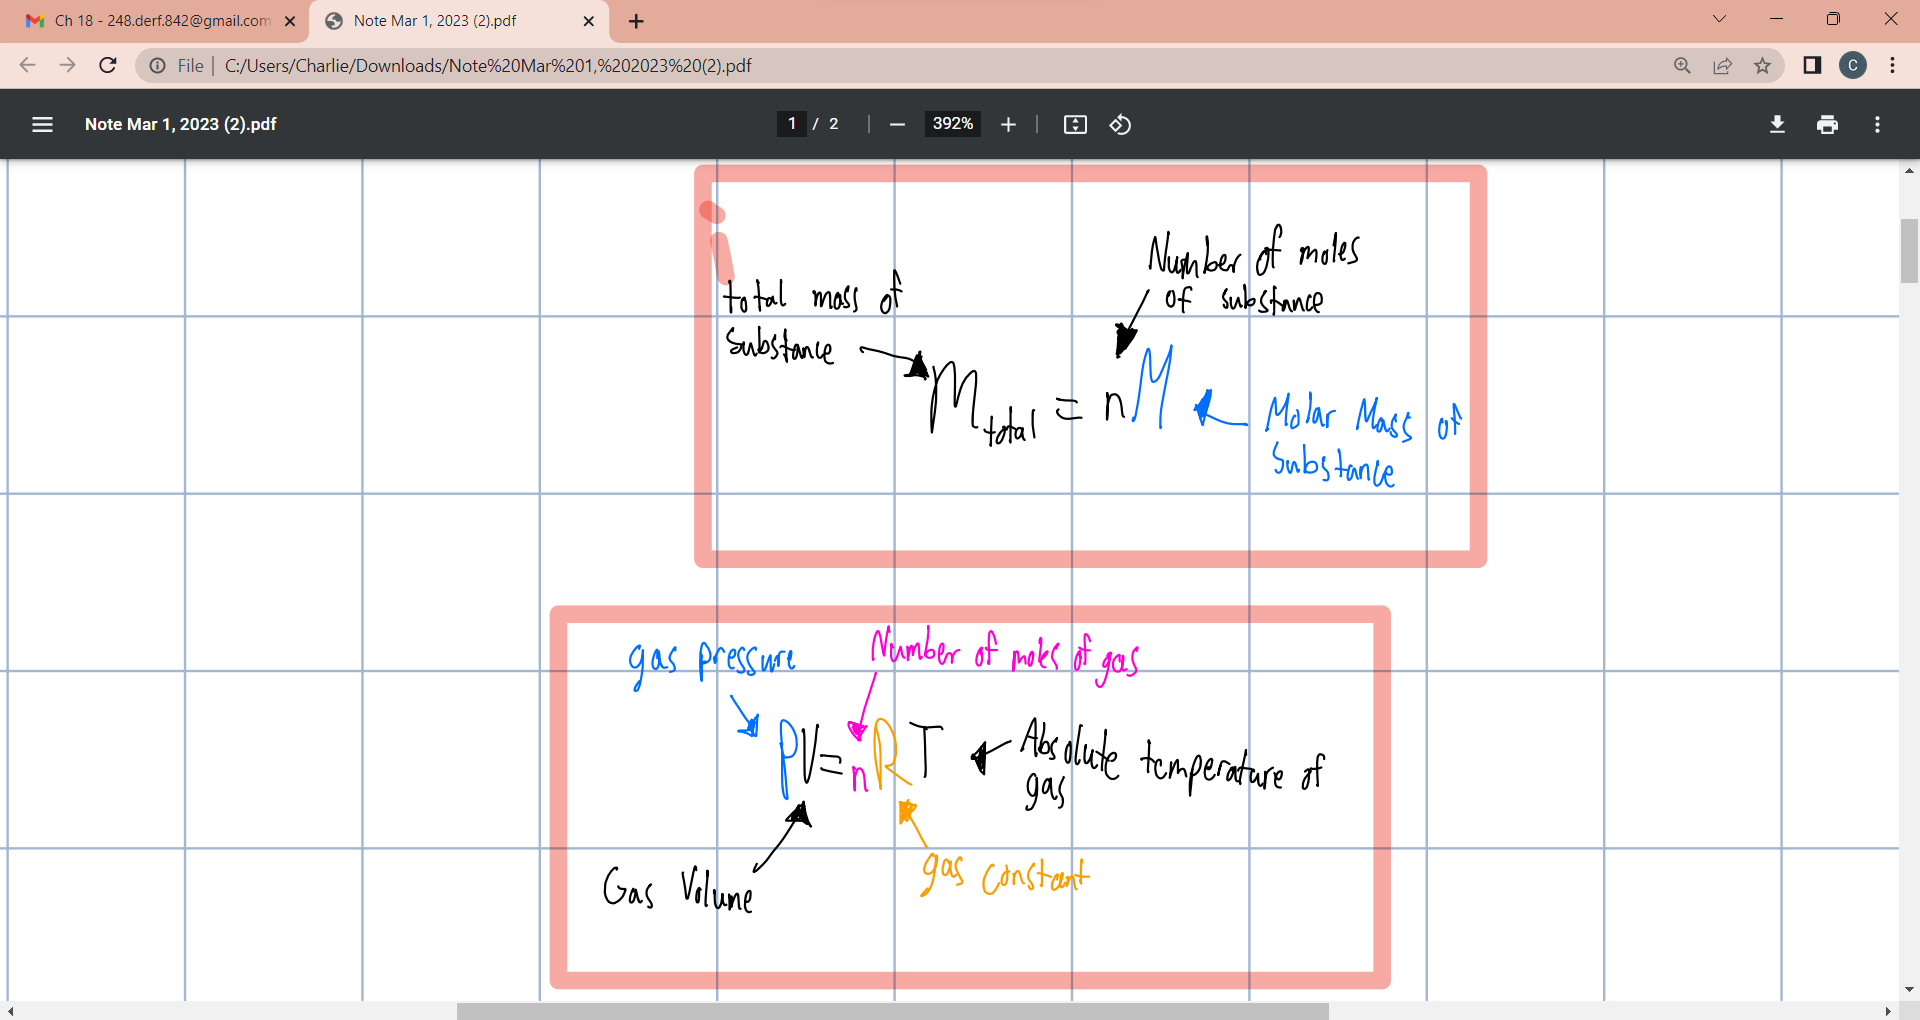 Ch 18 - 248.derf.842@gmail.com
Note Mar 1, 2023 (2).pdf
File | C:/Users/Charlie/Downloads/Note%20Mar%201,%202023%20(2).pdf
C
Note Mar 1, 2023 (2).pdf
1 / 2
392%
Number of moles
of substance
total mass of
Substance
m total = nM
Molar Mass of
Substance
gas pressure
Number of moles of gas
PV=nRT
Absolute temperature of
gas
Gas Volume
gas constant